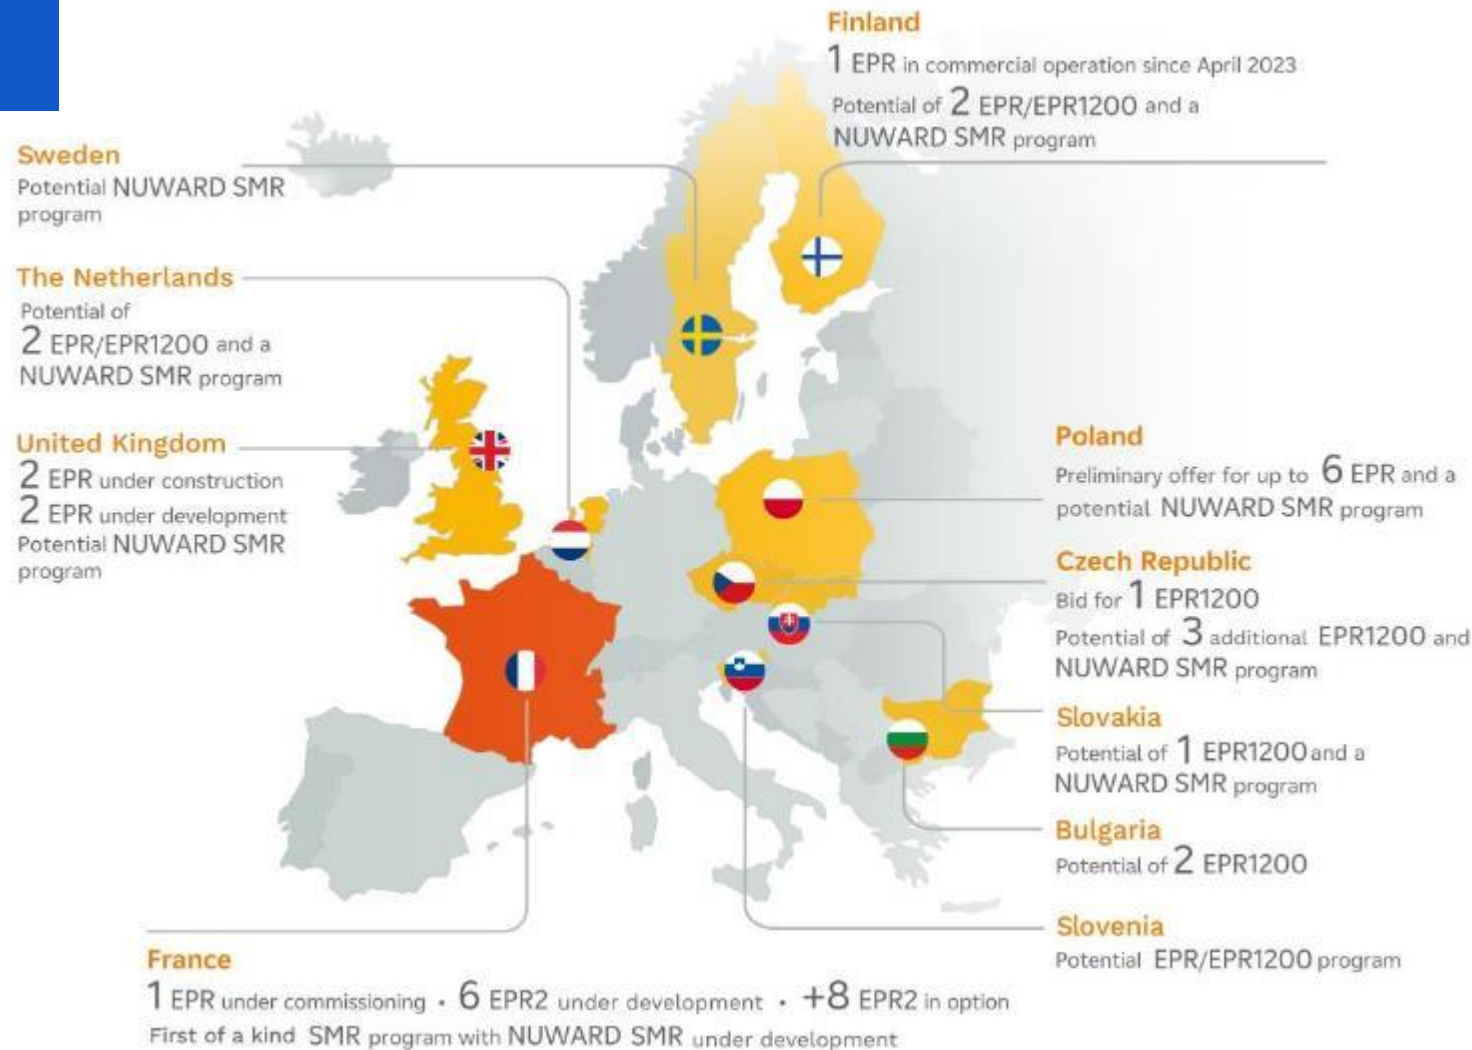 Finland
1 EPR in commercial operation since April 2023
Potential of 2 EPR/EPR1200 and a
NUWARD SMR program
Sweden
Potential NUWARD SMR
program
The Netherlands
Potential of
2 EPR/EPR1200 and a
NUWARD SMR program
United Kingdom
2 EPR under construction
2 EPR under development
Potential NUWARD SMR
program
Poland
Preliminary offer for up to 6 EPR and a
potential NUWARD SMR program
Czech Republic
Bid for 1 EPR1200
Potential of 3 additional EPR1200 and
NUWARD SMR program
Slovakia
Potential of 1 EPR1200 and a
NUWARD SMR program
Bulgaria
Potential of 2 EPR1200
Slovenia
Potential EPR/EPR1200 program
France
1 EPR under commissioning · 6 EPR2 under development · +8 EPR2 in option
First of a kind SMR program with NUWARD SMR under development